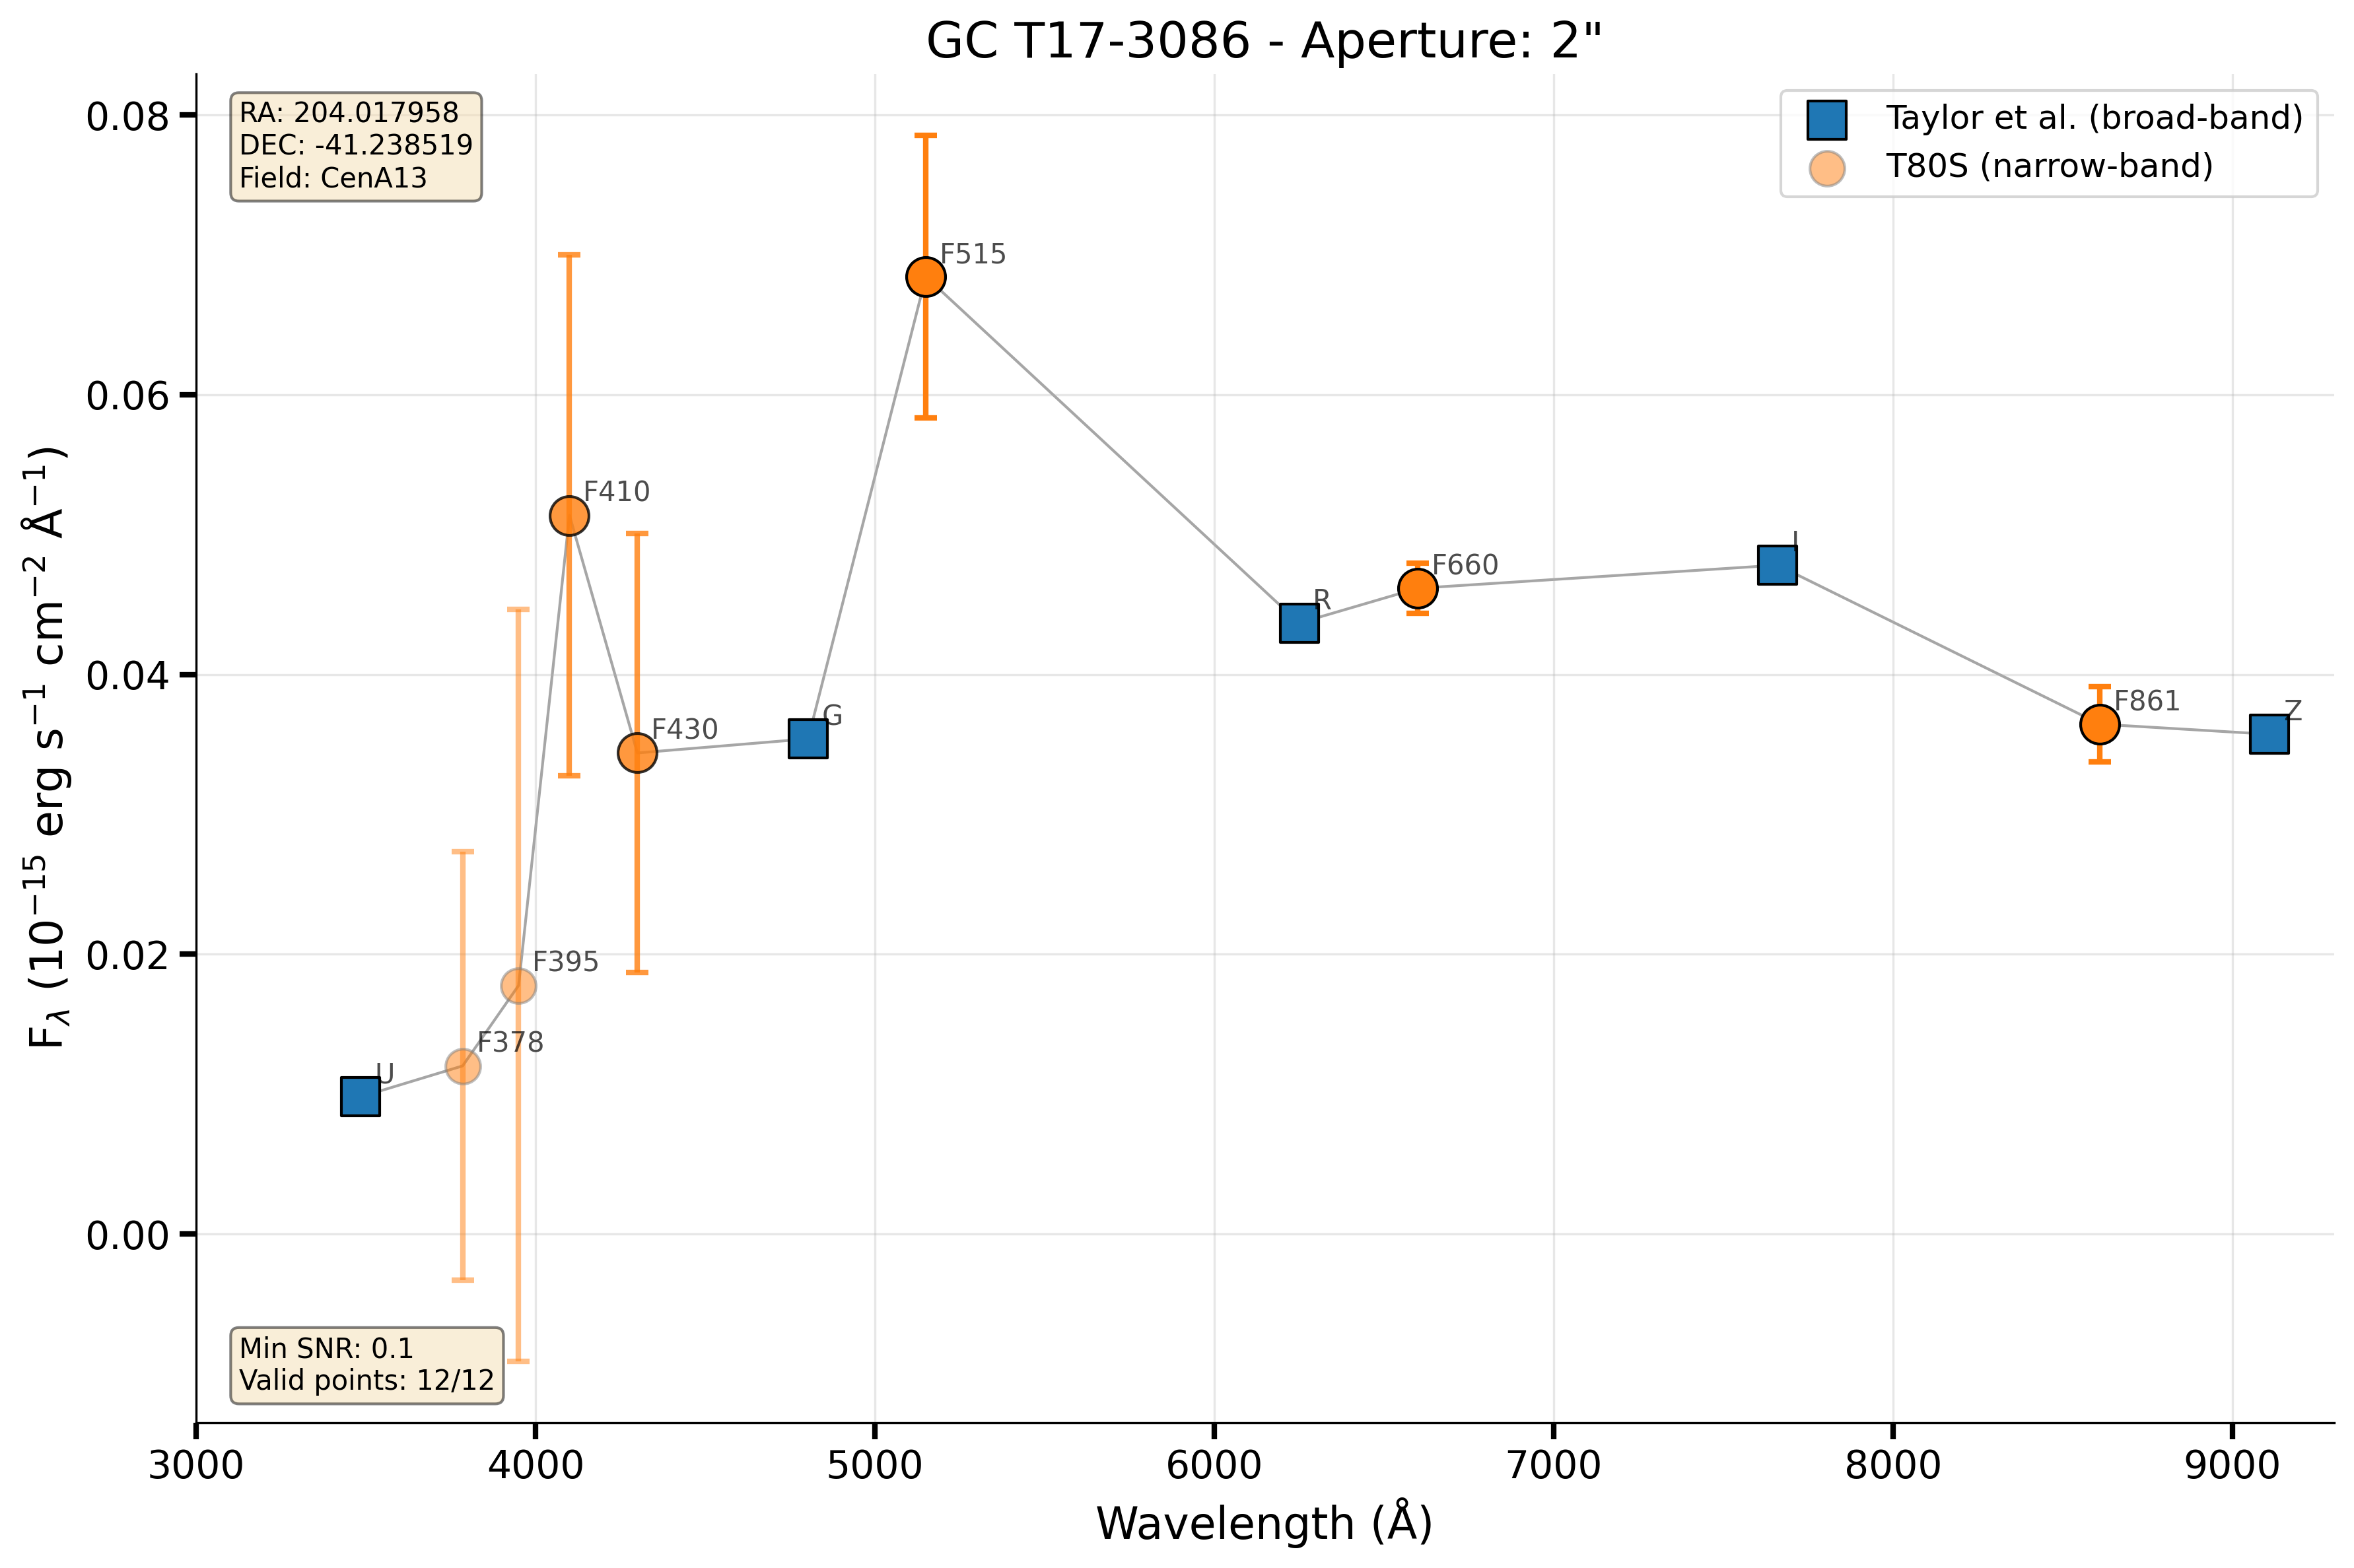 GC T17-3086 - Aperture: 2"
RA: 204.017958
DEC: -41.238519
Field: CenA13
Taylor et al. (broad-band)
T80S (narrow-band)
0.08
0.06
0.04
0.02
0.00
F_λ (10⁻¹⁵ erg s⁻¹ cm⁻² Å⁻¹)
U
F378
F395
F410
F430
G
F515
R
F660
I
F861
Z
Min SNR: 0.1
Valid points: 12/12
3000 4000 5000 6000 7000 8000 9000
Wavelength (Å)